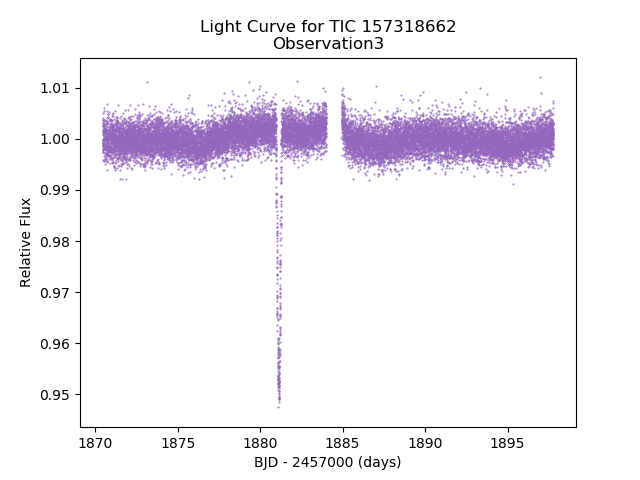 Light Curve for TIC 157318662
Observation3
1.01
1.00
0.99
0.98
0.97
0.96
0.95
Relative Flux
1870 1875 1880 1885 1890 1895
BJD - 2457000 (days)